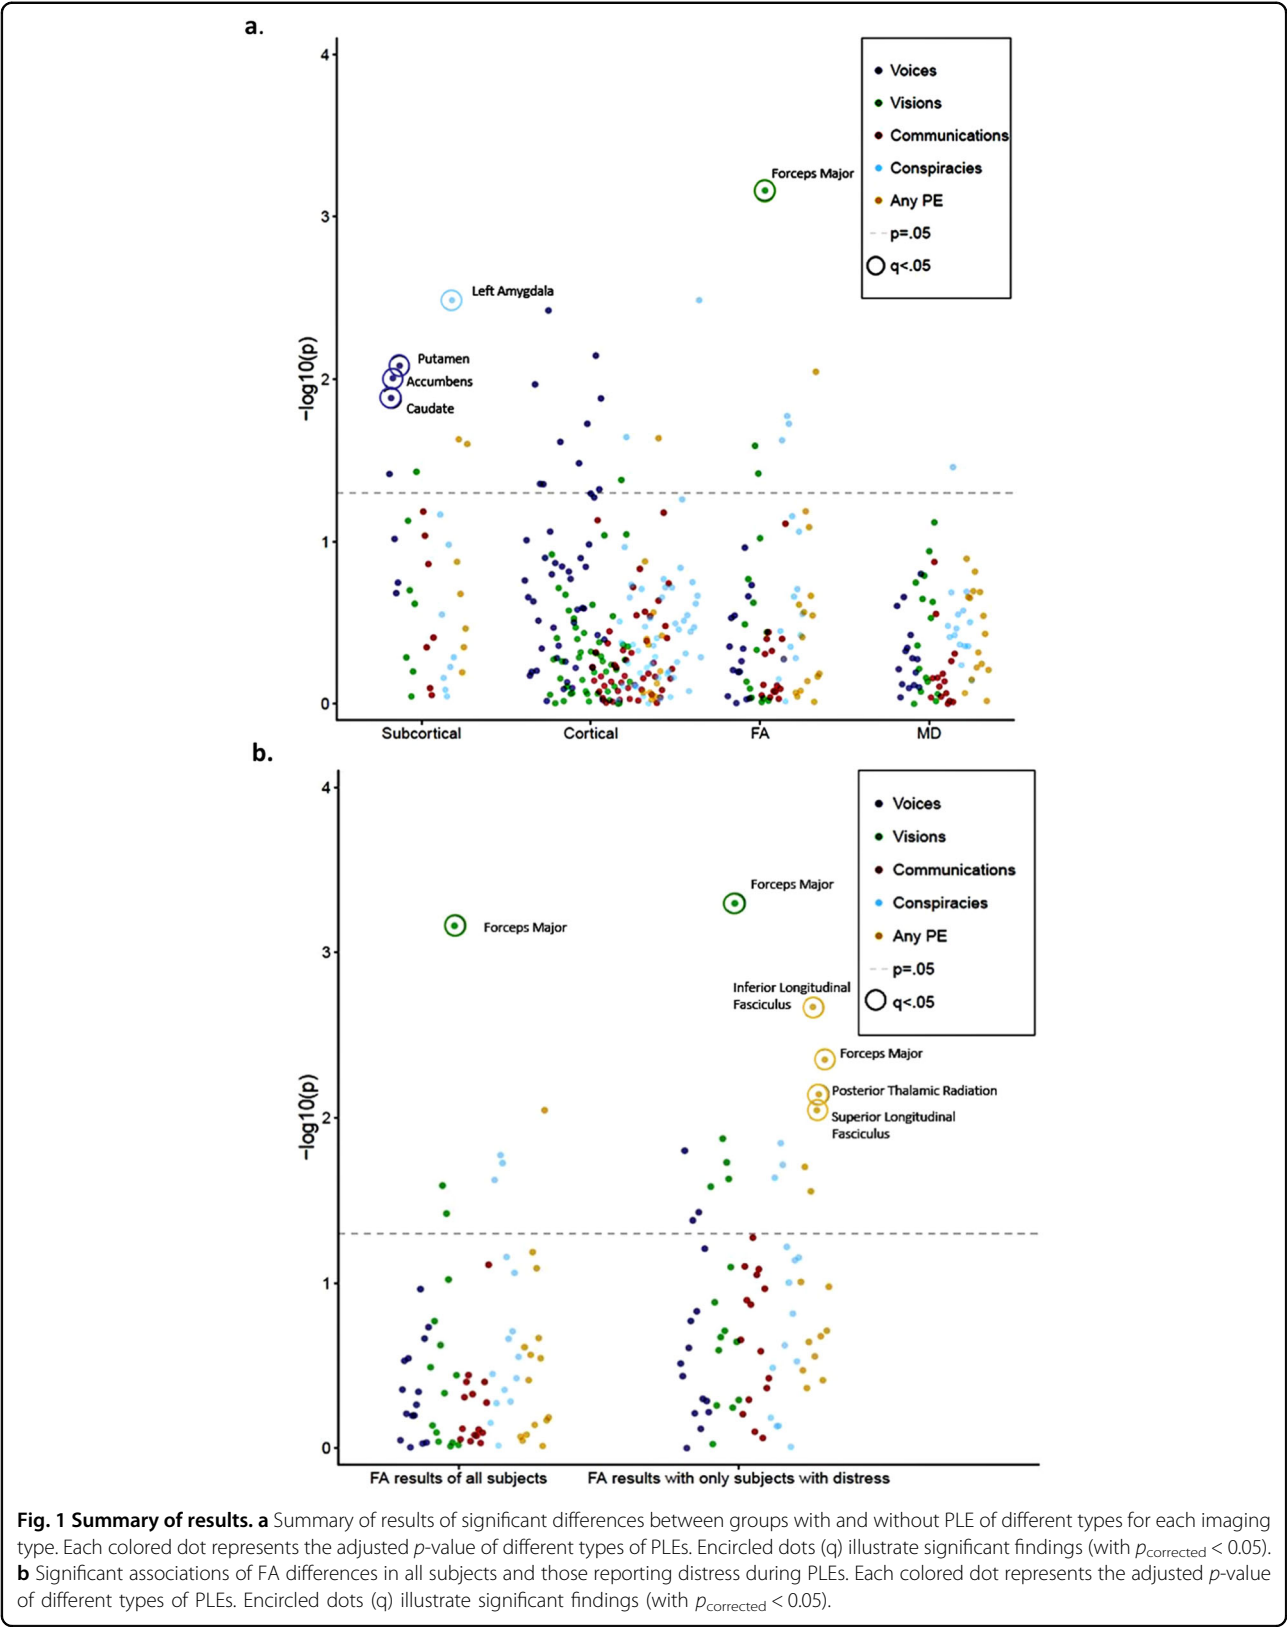 a.
4
3
2
1
0
−log10(p)
Voices
Visions
Communications
Conspiracies
Any PE
p=.05
q<.05
Forceps Major
Left Amygdala
Putamen
Accumbens
Caudate
Subcortical
Cortical
FA
MD
b.
4
3
2
1
0
−log10(p)
Voices
Visions
Communications
Conspiracies
Any PE
p=.05
q<.05
Forceps Major
Forceps Major
Inferior Longitudinal
Fasciculus
Forceps Major
Posterior Thalamic Radiation
Superior Longitudinal
Fasciculus
FA results of all subjects
FA results with only subjects with distress
Fig. 1 Summary of results. a Summary of results of significant differences between groups with and without PLE of different types for each imaging
type. Each colored dot represents the adjusted p-value of different types of PLEs. Encircled dots (q) illustrate significant findings (with pcorrected < 0.05).
b Significant associations of FA differences in all subjects and those reporting distress during PLEs. Each colored dot represents the adjusted p-value
of different types of PLEs. Encircled dots (q) illustrate significant findings (with pcorrected < 0.05).